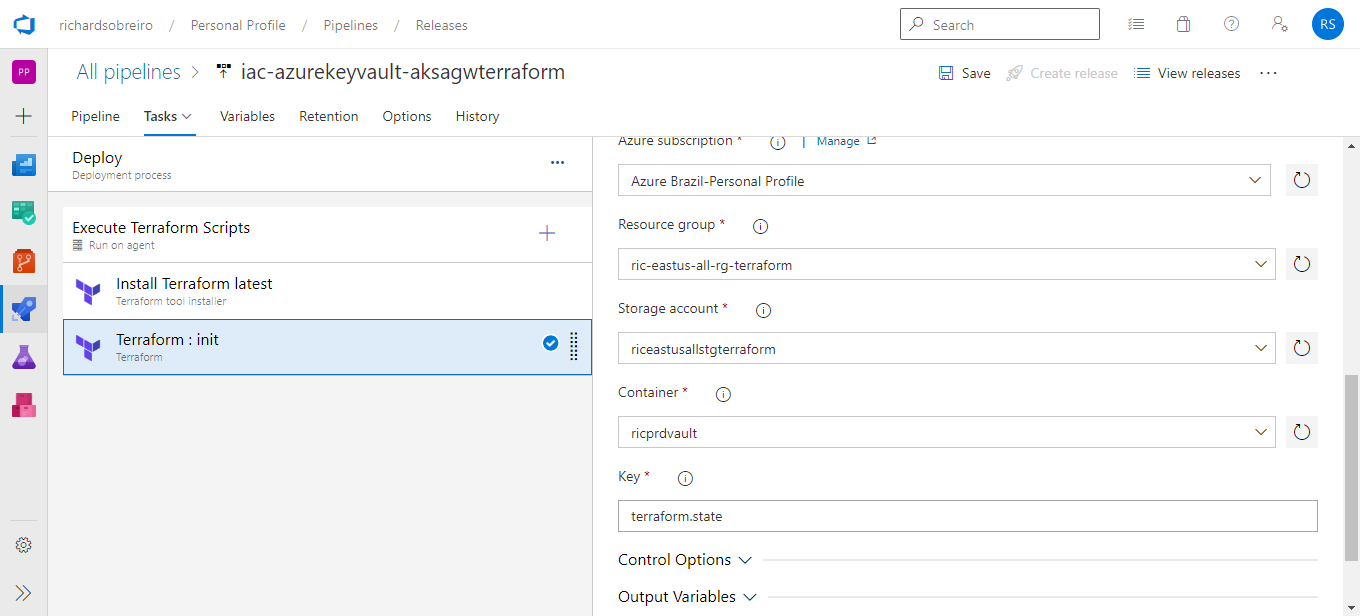 richardsobreiro / Personal Profile / Pipelines / Releases
Search
RS
PP
All pipelines > iac-azurekeyvault-aksagwterraform
Save
Create release
View releases
Pipeline
Tasks
Variables
Retention
Options
History
Deploy
Deployment process
Execute Terraform Scripts
Run on agent
Install Terraform latest
Terraform tool installer
Terraform : init
Terraform
Azure subscription *
| Manage
Azure Brazil-Personal Profile
Resource group *
ric-eastus-all-rg-terraform
Storage account *
riceastusallstgterraform
Container *
ricprdvault
Key *
terraform.state
Control Options
Output Variables